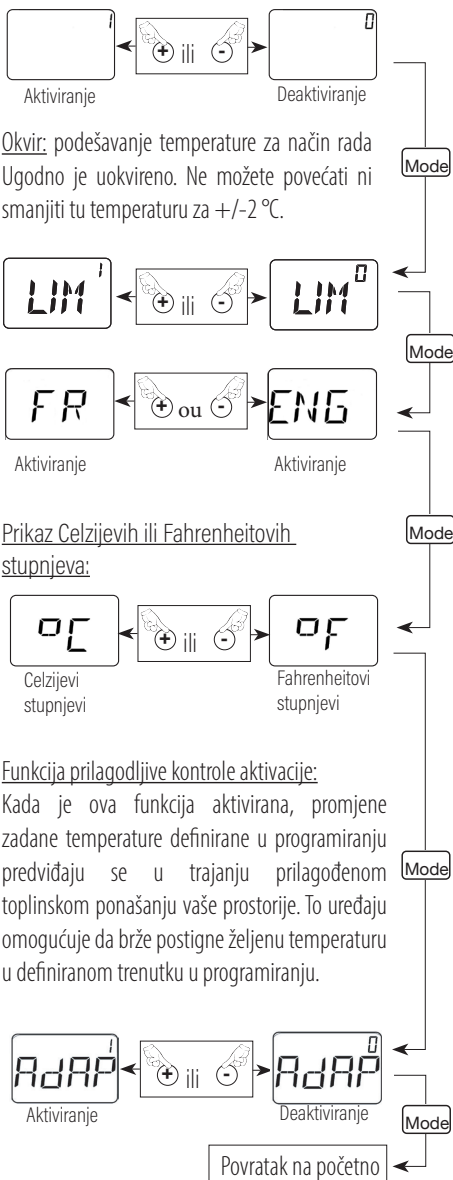 1 + ili - 0
Aktiviranje Deaktiviranje
Mode
Okvir: podešavanje temperature za način rada
Ugodno je uokvireno. Ne možete povećati ni
smanjiti tu temperaturu za +/-2 °C.
LIM 1 + ili - LIM 0
Mode
FR + ou - ENG
Aktiviranje Aktiviranje
Mode
Prikaz Celzijevih ili Fahrenheitovih
stupnjeva:
°C + ili - °F
Celzijevi Fahrenheitovi
stupnjevi stupnjevi
Funkcija prilagodljive kontrole aktivacije:
Kada je ova funkcija aktivirana, promjene
zadane temperature definirane u programiranju
predviđaju se u trajanju prilagođenom
toplinskom ponašanju vaše prostorije. To uređaju
omogućuje da brže postigne željenu temperaturu
u definiranom trenutku u programiranju.
Mode
AdAP 1 + ili - AdAP 0
Aktiviranje Deaktiviranje
Mode
Povratak na početno